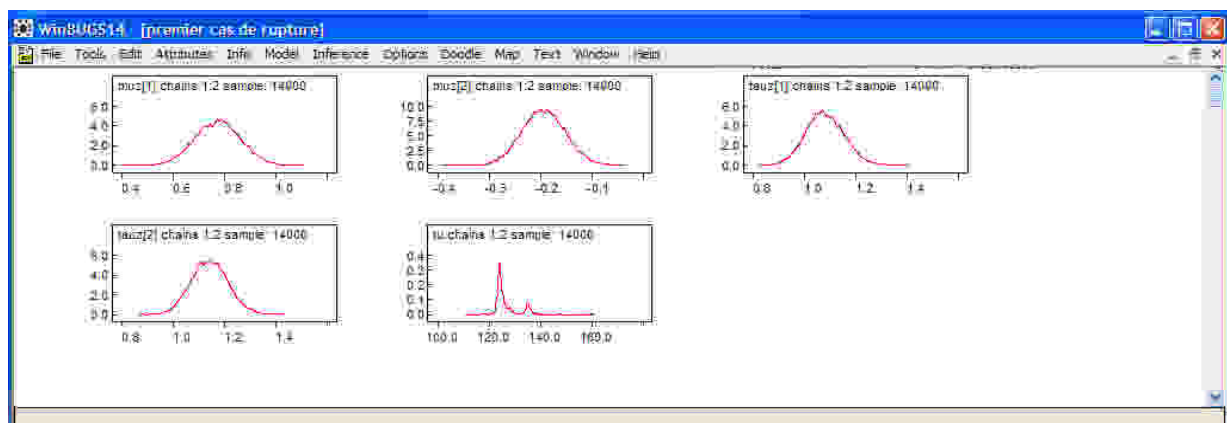 WinBUGS14 - [premier cas de rupture]
File Tools Edit Attributes Info Model Inference Options Doodle Map Text Window Help
muz[1] chains 1:2 sample: 14000
6.0
4.0
2.0
0.0
0.4 0.6 0.8 1.0
muz[2] chains 1:2 sample: 14000
10.0
7.5
5.0
2.5
0.0
-0.4 -0.3 -0.2 -0.1
tauz[1] chains 1:2 sample: 14000
6.0
4.0
2.0
0.0
0.8 1.0 1.2 1.4
tauz[2] chains 1:2 sample: 14000
6.0
4.0
2.0
0.0
0.8 1.0 1.2 1.4
chains 1:2 sample: 14000
0.4
0.3
0.2
0.1
0.0
100.0 120.0 140.0 160.0